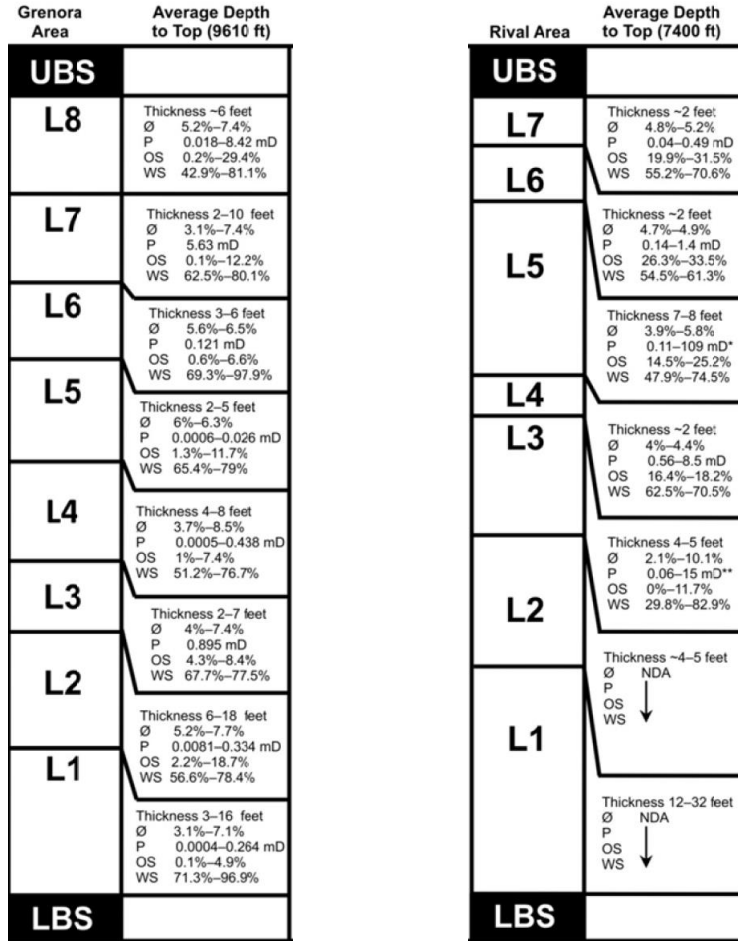 Grenora
Area
Average Depth
to Top (9610 ft)
UBS
L8
Thickness ~6 feet
Ø 5.2%–7.4%
P 0.018–8.42 mD
OS 0.2%–29.4%
WS 42.9%–81.1%
L7
Thickness 2–10 feet
Ø 3.1%–7.4%
P 5.63 mD
OS 0.1%–12.2%
WS 62.5%–80.1%
L6
Thickness 3–6 feet
Ø 5.6%–6.5%
P 0.121 mD
OS 0.6%–6.6%
WS 69.3%–97.9%
L5
Thickness 2–5 feet
Ø 6%–6.3%
P 0.0006–0.026 mD
OS 1.3%–11.7%
WS 65.4%–79%
L4
Thickness 4–8 feet
Ø 3.7%–8.5%
P 0.0005–0.438 mD
OS 1%–7.4%
WS 51.2%–76.7%
L3
Thickness 2–7 feet
Ø 4%–7.4%
P 0.895 mD
OS 4.3%–8.4%
WS 67.7%–77.5%
L2
Thickness 6–18 feet
Ø 5.2%–7.7%
P 0.0081–0.334 mD
OS 2.2%–18.7%
WS 56.6%–78.4%
L1
Thickness 3–16 feet
Ø 3.1%–7.1%
P 0.0004–0.264 mD
OS 0.1%–4.9%
WS 71.3%–96.9%
LBS
Rival Area
Average Depth
to Top (7400 ft)
UBS
L7
Thickness ~2 feet
Ø 4.8%–5.2%
P 0.04–0.49 mD
OS 19.9%–31.5%
WS 55.2%–70.6%
L6
Thickness ~2 feet
Ø 4.7%–4.9%
P 0.14–1.4 mD
OS 26.3%–33.5%
WS 54.5%–61.3%
L5
Thickness 7–8 feet
Ø 3.9%–5.8%
P 0.11–109 mD*
OS 14.5%–25.2%
WS 47.9%–74.5%
L4
Thickness ~2 feet
Ø 4%–4.4%
P 0.56–8.5 mD
OS 16.4%–18.2%
WS 62.5%–70.5%
L3
Thickness 4–5 feet
Ø 2.1%–10.1%
P 0.06–15 mD**
OS 0%–11.7%
WS 29.8%–82.9%
L2
Thickness ~4–5 feet
Ø NDA
P
OS
WS
L1
Thickness 12–32 feet
Ø NDA
P
OS
WS
LBS